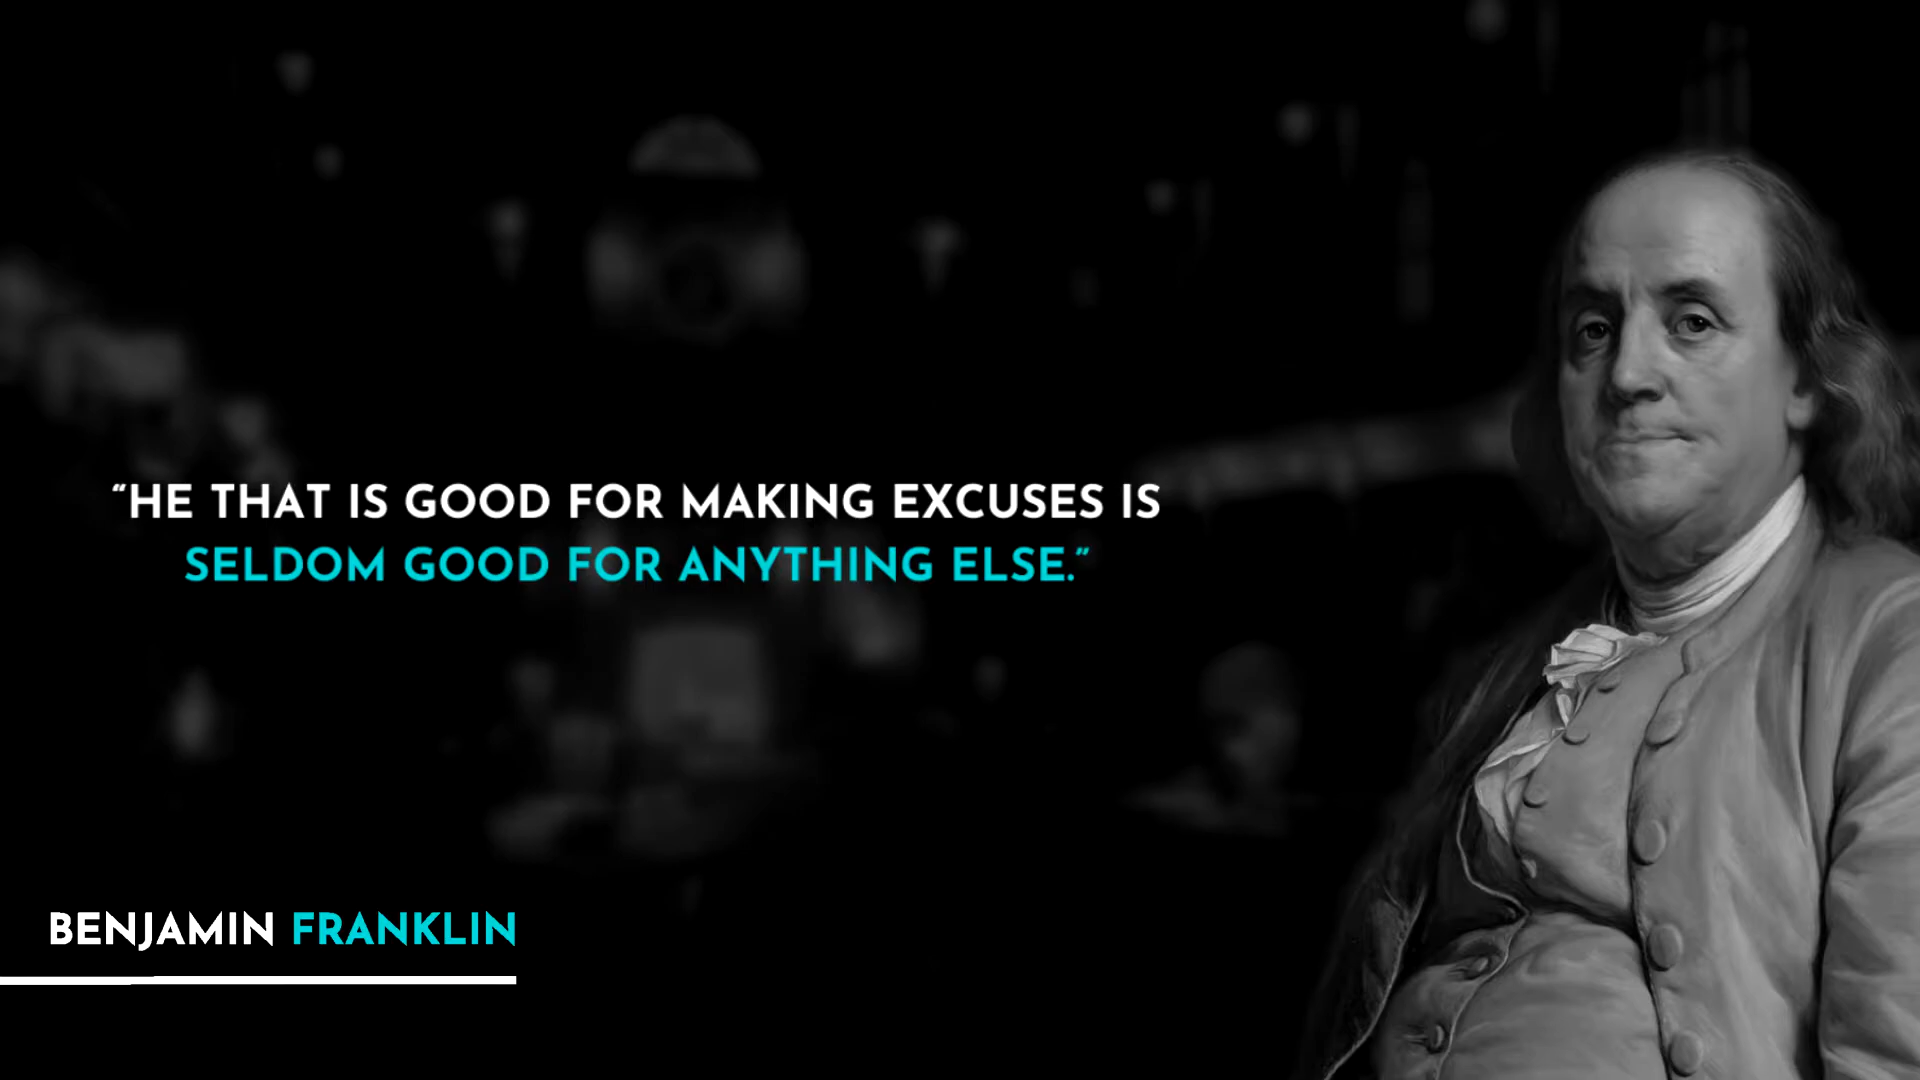 “HE THAT IS GOOD FOR MAKING EXCUSES IS
SELDOM GOOD FOR ANYTHING ELSE.”
BENJAMIN FRANKLIN